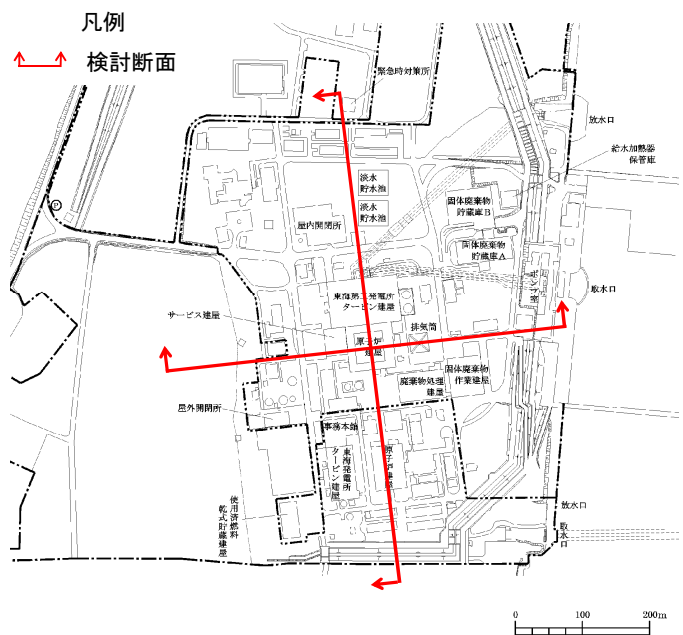 凡例
検討断面
緊急時対策所
放水口
給水加熱器
保管庫
淡水
貯水池
淡水
貯水池
固体廃棄物
貯蔵庫B
屋内開閉所
固体廃棄物
貯蔵庫A
ポンプ室
取水口
東海第二発電所
タービン建屋
サービス建屋
排気筒
原子炉
建屋
固体廃棄物
作業建屋
廃棄物処理
建屋
屋外開閉所
事務本館
東海発電所
タービン建屋
原子炉建屋
使用済燃料
乾式貯蔵建屋
放水口
取水口
P
0 100 200m